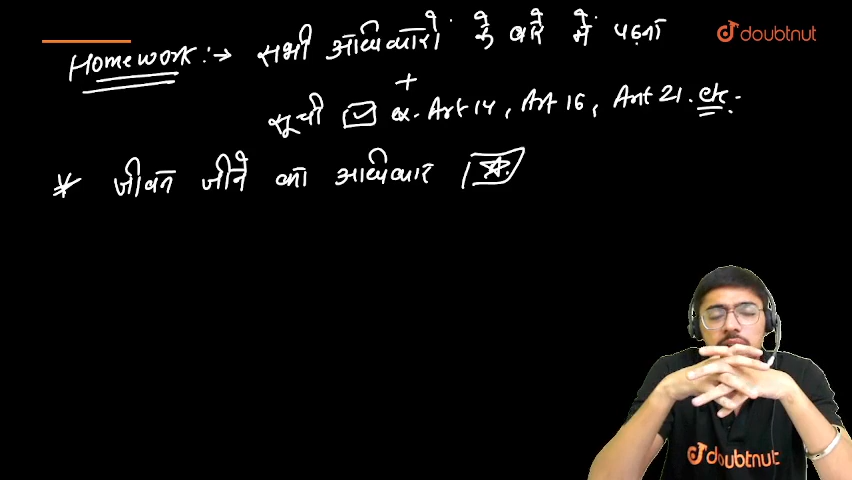 Homework:→ सभी अधिकारों के बारे में पढ़ना
doubtnut
+
सूची ex. Art 14, Art 16, Art 21. etc.
* जीवन जीने का अधिकार
doubtnut